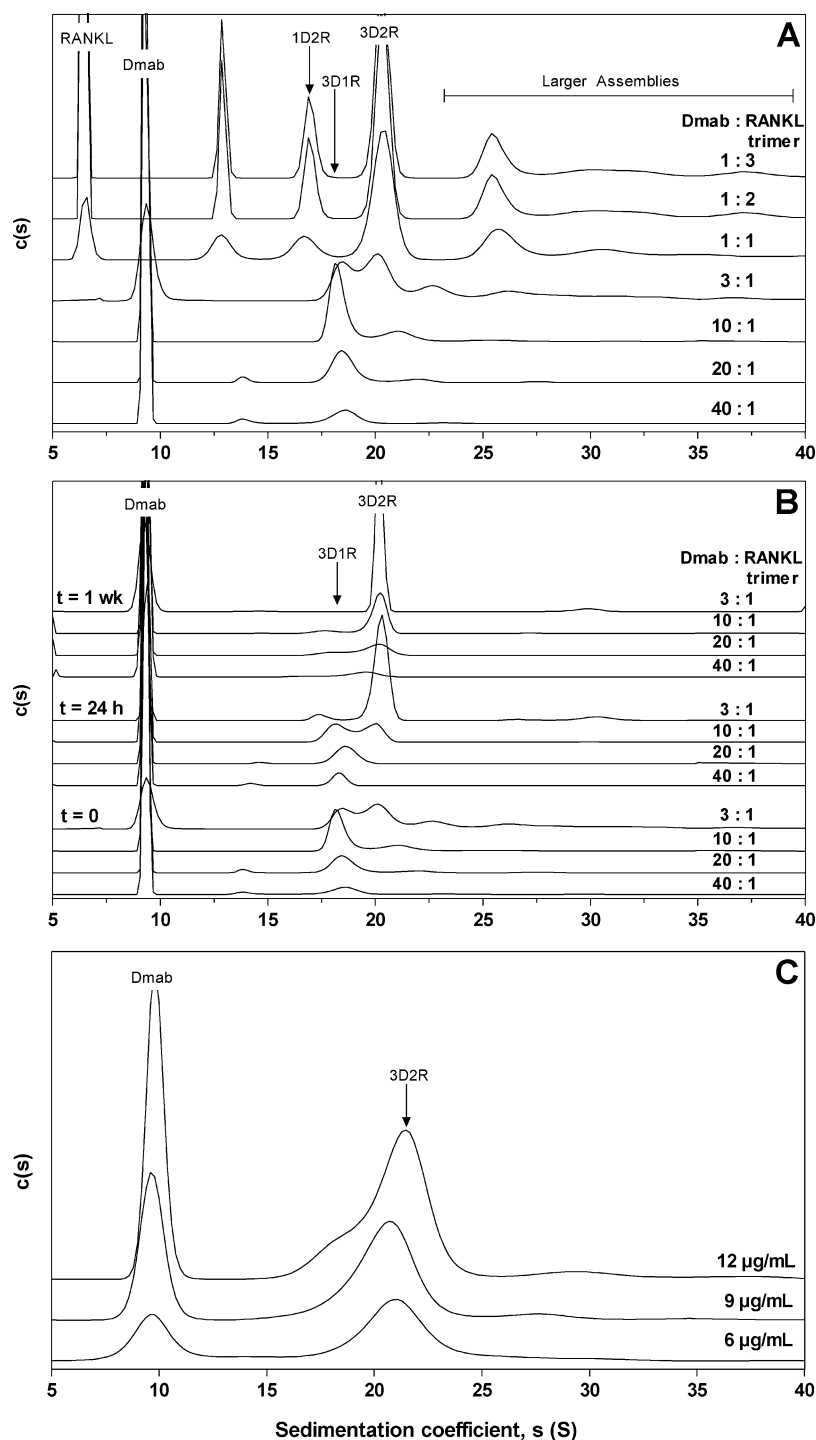 A
RANKL
1D2R
3D2R
Dmab
3D1R
Larger Assemblies
Dmab : RANKL
trimer
1 : 3
1 : 2
1 : 1
3 : 1
10 : 1
20 : 1
40 : 1
c(s)
5 10 15 20 25 30 35 40
B
Dmab
3D2R
3D1R
Dmab : RANKL
trimer
t = 1 wk
3 : 1
10 : 1
20 : 1
40 : 1
t = 24 h
3 : 1
10 : 1
20 : 1
40 : 1
t = 0
3 : 1
10 : 1
20 : 1
40 : 1
c(s)
5 10 15 20 25 30 35 40
C
Dmab
3D2R
12 µg/mL
9 µg/mL
6 µg/mL
c(s)
5 10 15 20 25 30 35 40
Sedimentation coefficient, s (S)